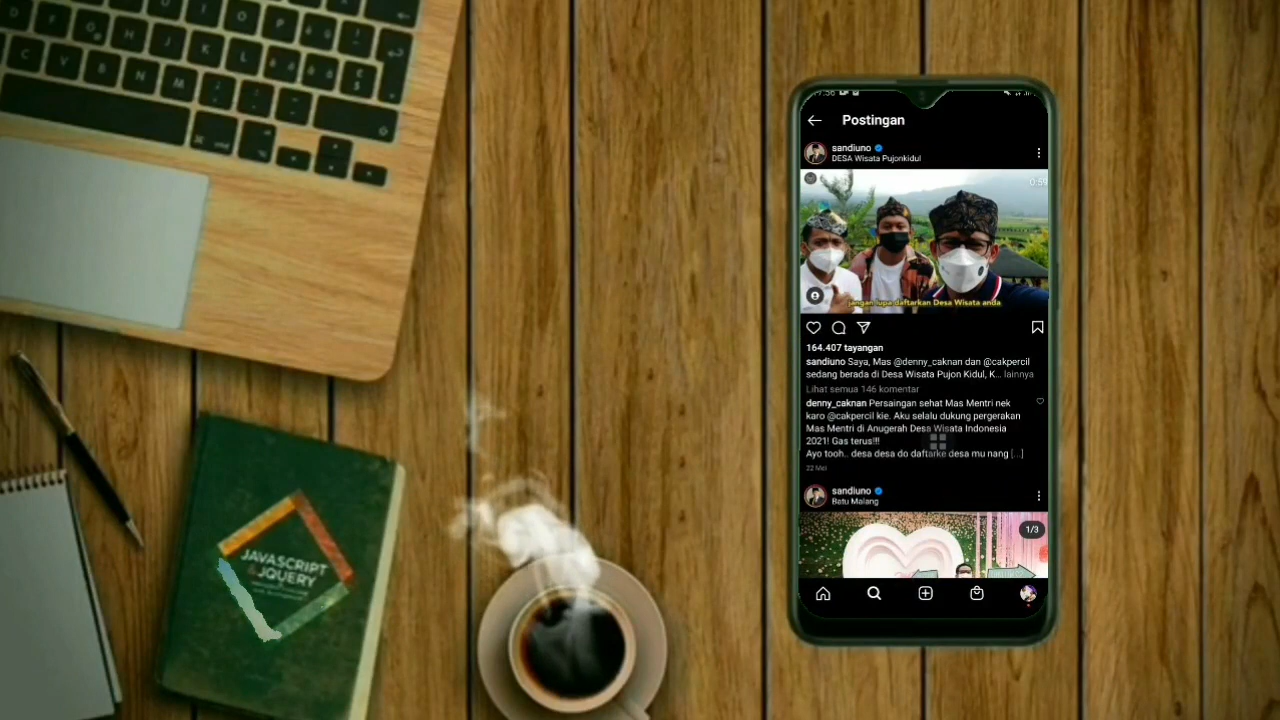 Postingan
sandiuno
DESA Wisata Pujonkidul
0:59
jangan lupa daftarkan Desa Wisata anda
164.407 tayangan
sandiuno Saya, Mas @denny_caknan dan @cakpercil
sedang berada di Desa Wisata Pujon Kidul, K... lainnya
Lihat semua 146 komentar
denny_caknan Persaingan sehat Mas Mentri nek
karo @cakpercil kie. Aku selalu dukung pergerakan
Mas Mentri di Anugerah Desa Wisata Indonesia
2021! Gas terus!!!
Ayo tooh.. desa desa do daftarke desa mu nang [...]
22 Mei
sandiuno
Batu Malang
1/3
JAVASCRIPT
&JQUERY